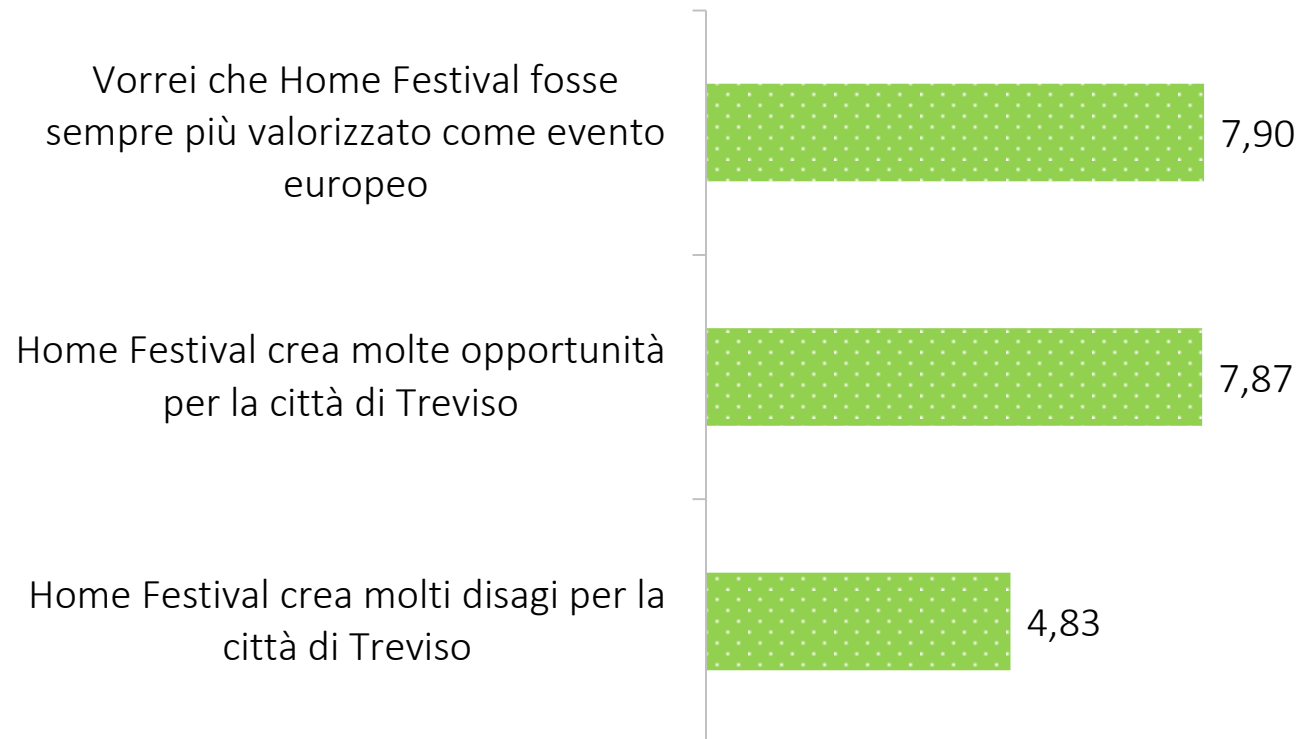 Vorrei che Home Festival fosse
sempre più valorizzato come evento
europeo
7,90
Home Festival crea molte opportunità
per la città di Treviso
7,87
Home Festival crea molti disagi per la
città di Treviso
4,83